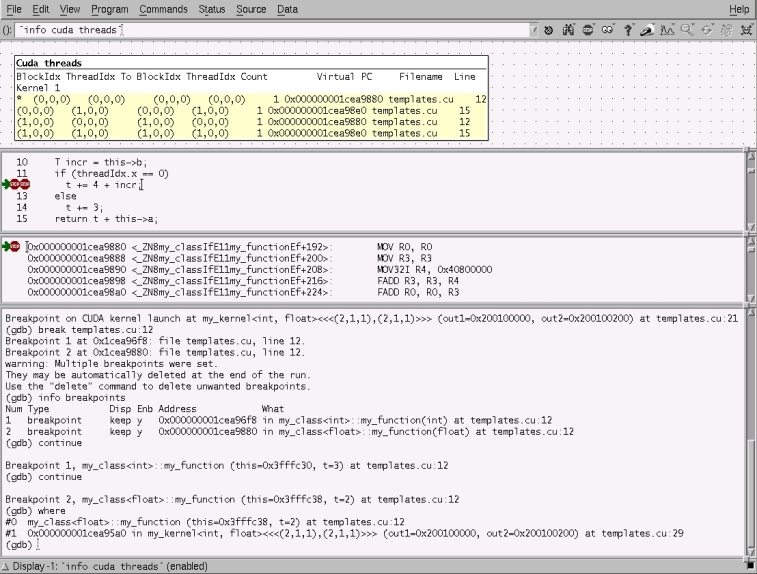 File Edit View Program Commands Status Source Data Help
(): `info cuda threads`
Cuda threads
BlockIdx ThreadIdx To BlockIdx ThreadIdx Count Virtual PC Filename Line
Kernel 1
* (0,0,0) (0,0,0) (0,0,0) (0,0,0) 1 0x000000001cea9880 templates.cu 12
(0,0,0) (1,0,0) (0,0,0) (1,0,0) 1 0x000000001cea98e0 templates.cu 15
(1,0,0) (0,0,0) (1,0,0) (0,0,0) 1 0x000000001cea9880 templates.cu 12
(1,0,0) (1,0,0) (1,0,0) (1,0,0) 1 0x000000001cea98e0 templates.cu 15
10 T incr = this->b;
11 if (threadIdx.x == 0)
STOP STOP t += 4 + incr;
13 else
14 t += 3;
15 return t + this->a;
STOP 0x000000001cea9880 <_ZN8my_classIfE11my_functionEf+192>: MOV R0, R0
0x000000001cea9888 <_ZN8my_classIfE11my_functionEf+200>: MOV R3, R3
0x000000001cea9890 <_ZN8my_classIfE11my_functionEf+208>: MOV32I R4, 0x40800000
0x000000001cea9898 <_ZN8my_classIfE11my_functionEf+216>: FADD R3, R3, R4
0x000000001cea98a0 <_ZN8my_classIfE11my_functionEf+224>: FADD R0, R0, R3
Breakpoint on CUDA kernel launch at my_kernel<int, float><<<(2,1,1),(2,1,1)>>> (out1=0x200100000, out2=0x200100200) at templates.cu:21
(gdb) break templates.cu:12
Breakpoint 1 at 0x1cea96f8: file templates.cu, line 12.
Breakpoint 2 at 0x1cea9880: file templates.cu, line 12.
warning: Multiple breakpoints were set.
They may be automatically deleted at the end of the run.
Use the "delete" command to delete unwanted breakpoints.
(gdb) info breakpoints
Num Type Disp Enb Address What
1 breakpoint keep y 0x000000001cea96f8 in my_class<int>::my_function(int) at templates.cu:12
2 breakpoint keep y 0x000000001cea9880 in my_class<float>::my_function(float) at templates.cu:12
(gdb) continue
Breakpoint 1, my_class<int>::my_function (this=0x3fffc30, t=3) at templates.cu:12
(gdb) continue
Breakpoint 2, my_class<float>::my_function (this=0x3fffc38, t=2) at templates.cu:12
(gdb) where
#0 my_class<float>::my_function (this=0x3fffc38, t=2) at templates.cu:12
#1 0x000000001cea95a0 in my_kernel<int, float><<<(2,1,1),(2,1,1)>>> (out1=0x200100000, out2=0x200100200) at templates.cu:29
(gdb)
Display -1: `info cuda threads` (enabled)